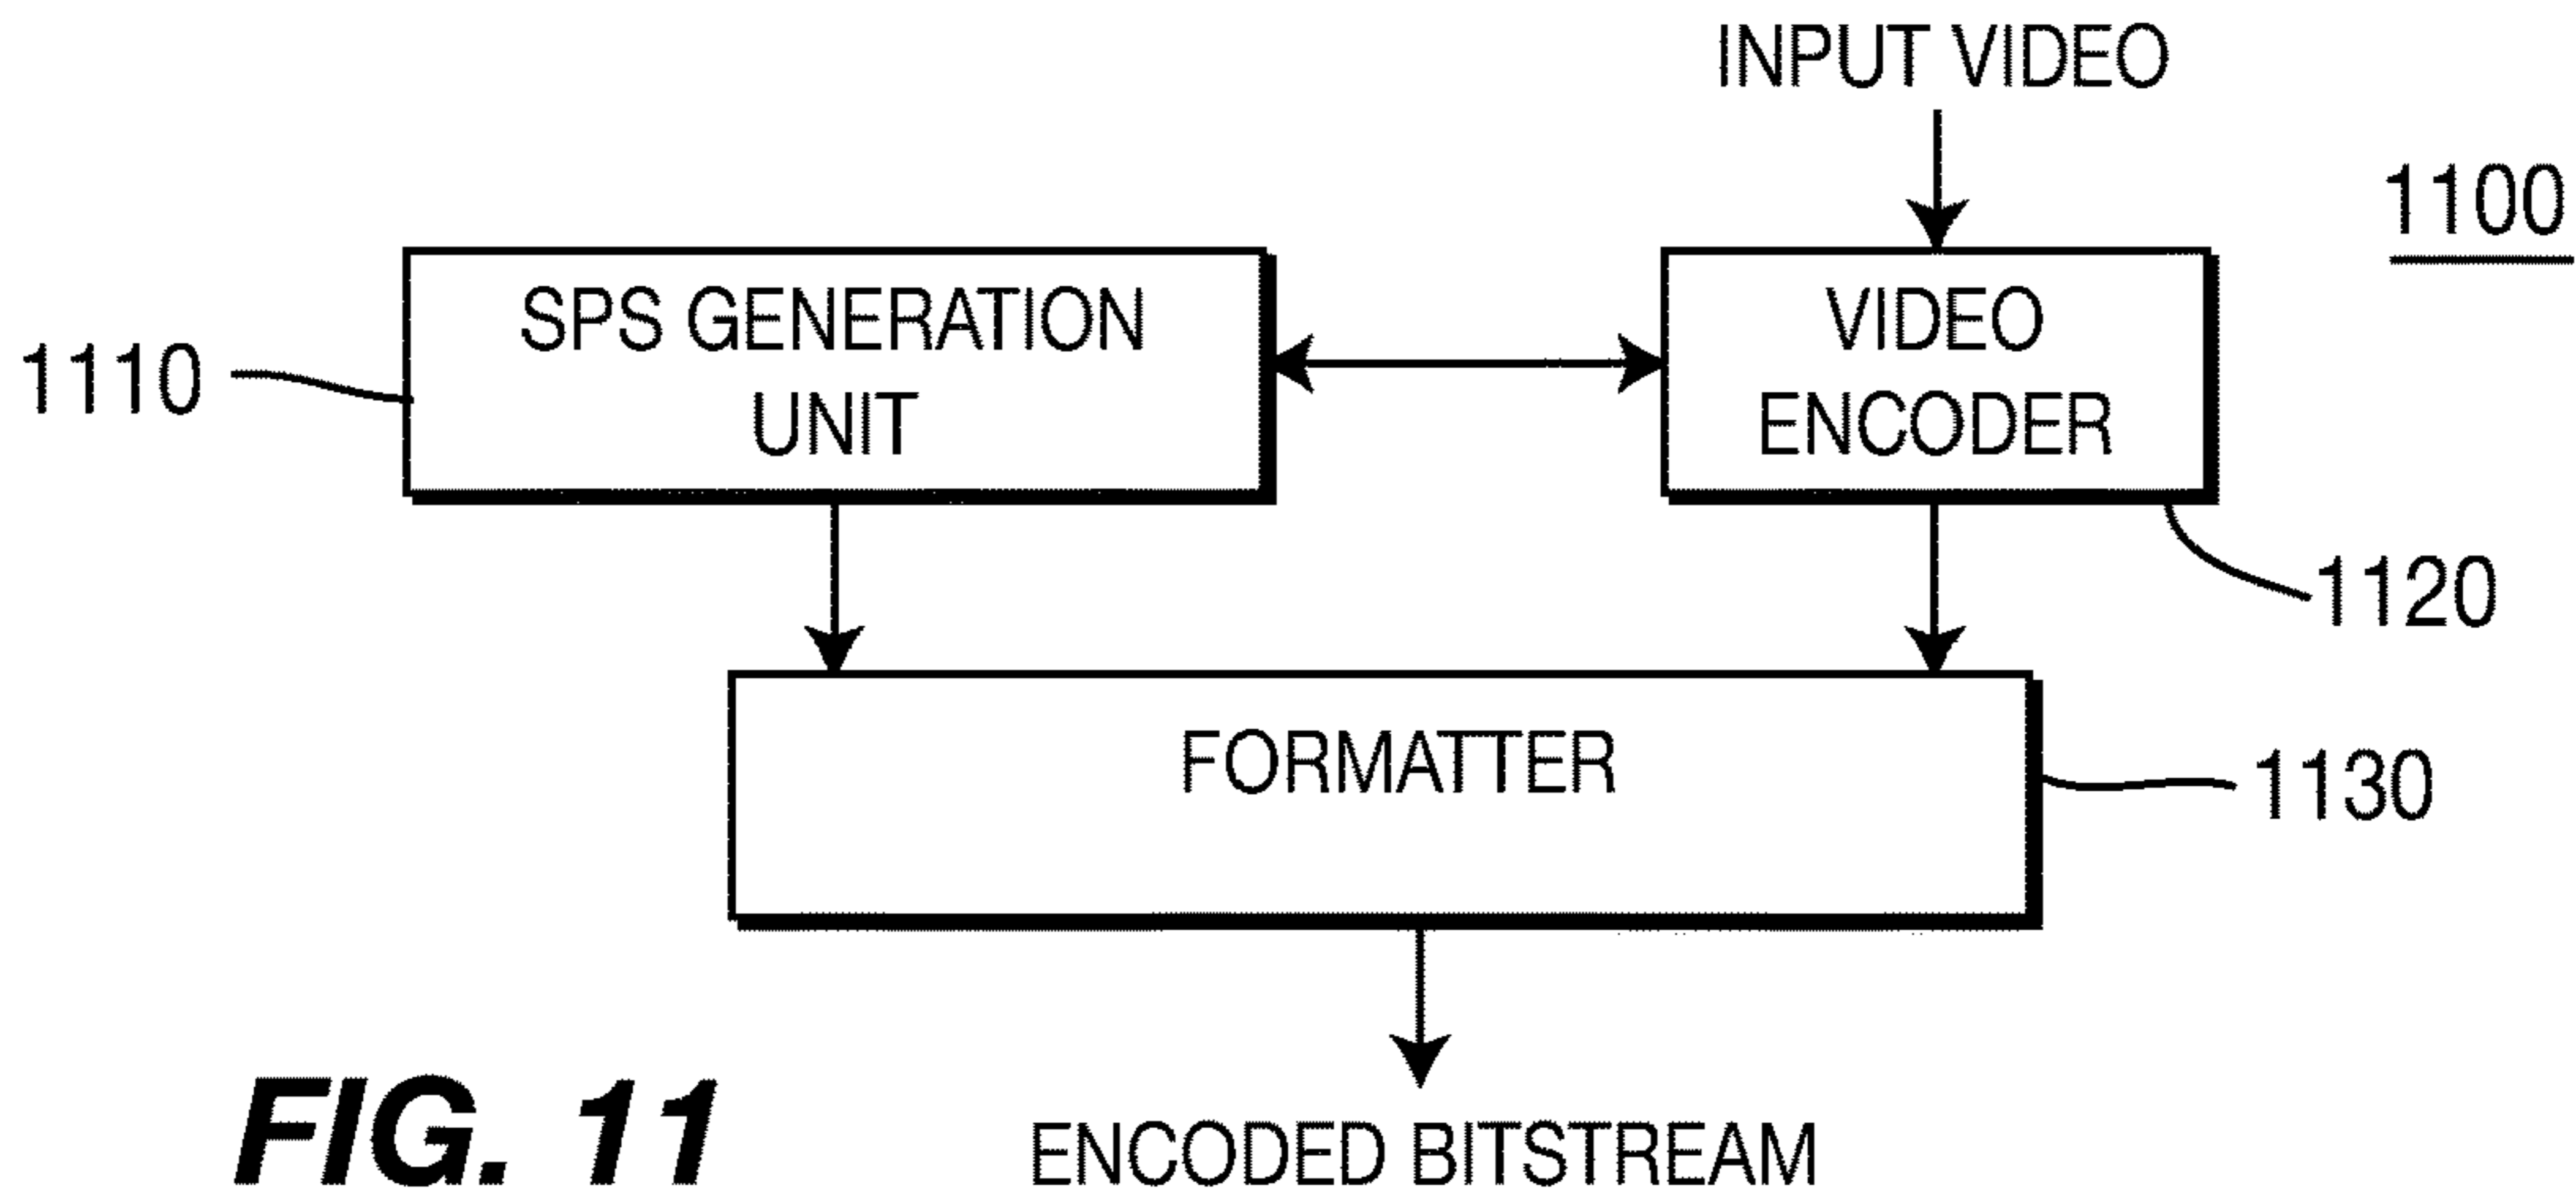 INPUT VIDEO
1100
SPS GENERATION
UNIT
VIDEO
ENCODER
1110
1120
FORMATTER
1130
FIG. 11
ENCODED BITSTREAM